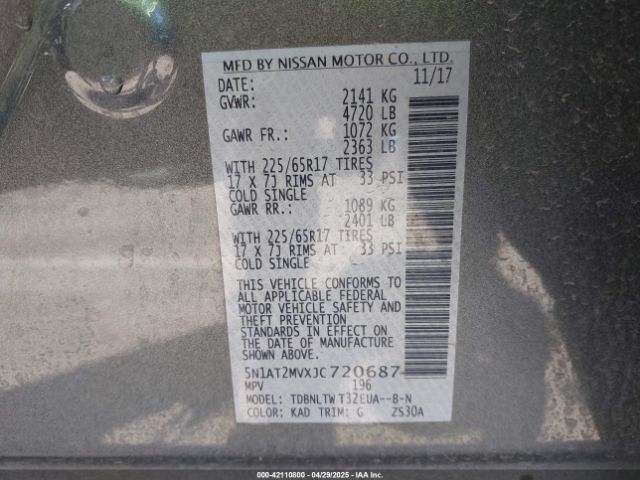 MFD BY NISSAN MOTOR CO., LTD.
DATE: 11/17
GVWR: 2141 KG
4720 LB
GAWR FR.: 1072 KG
2363 LB
WITH 225/65R17 TIRES
17 X 7J RIMS AT 33 PSI
COLD SINGLE
GAWR RR.: 1089 KG
2401 LB
WITH 225/65R17 TIRES
17 X 7J RIMS AT 33 PSI
COLD SINGLE
THIS VEHICLE CONFORMS TO
ALL APPLICABLE FEDERAL
MOTOR VEHICLE SAFETY AND
THEFT PREVENTION
STANDARDS IN EFFECT ON
THE DATE OF MANUFACTURE
SHOWN ABOVE.
5N1AT2MVXJC720687
MPV 196
MODEL: TDBNLTW T32EUA--B-N
COLOR: KAD TRIM: G ZS30A
000-42110800 - 04/29/2025 - IAA Inc.